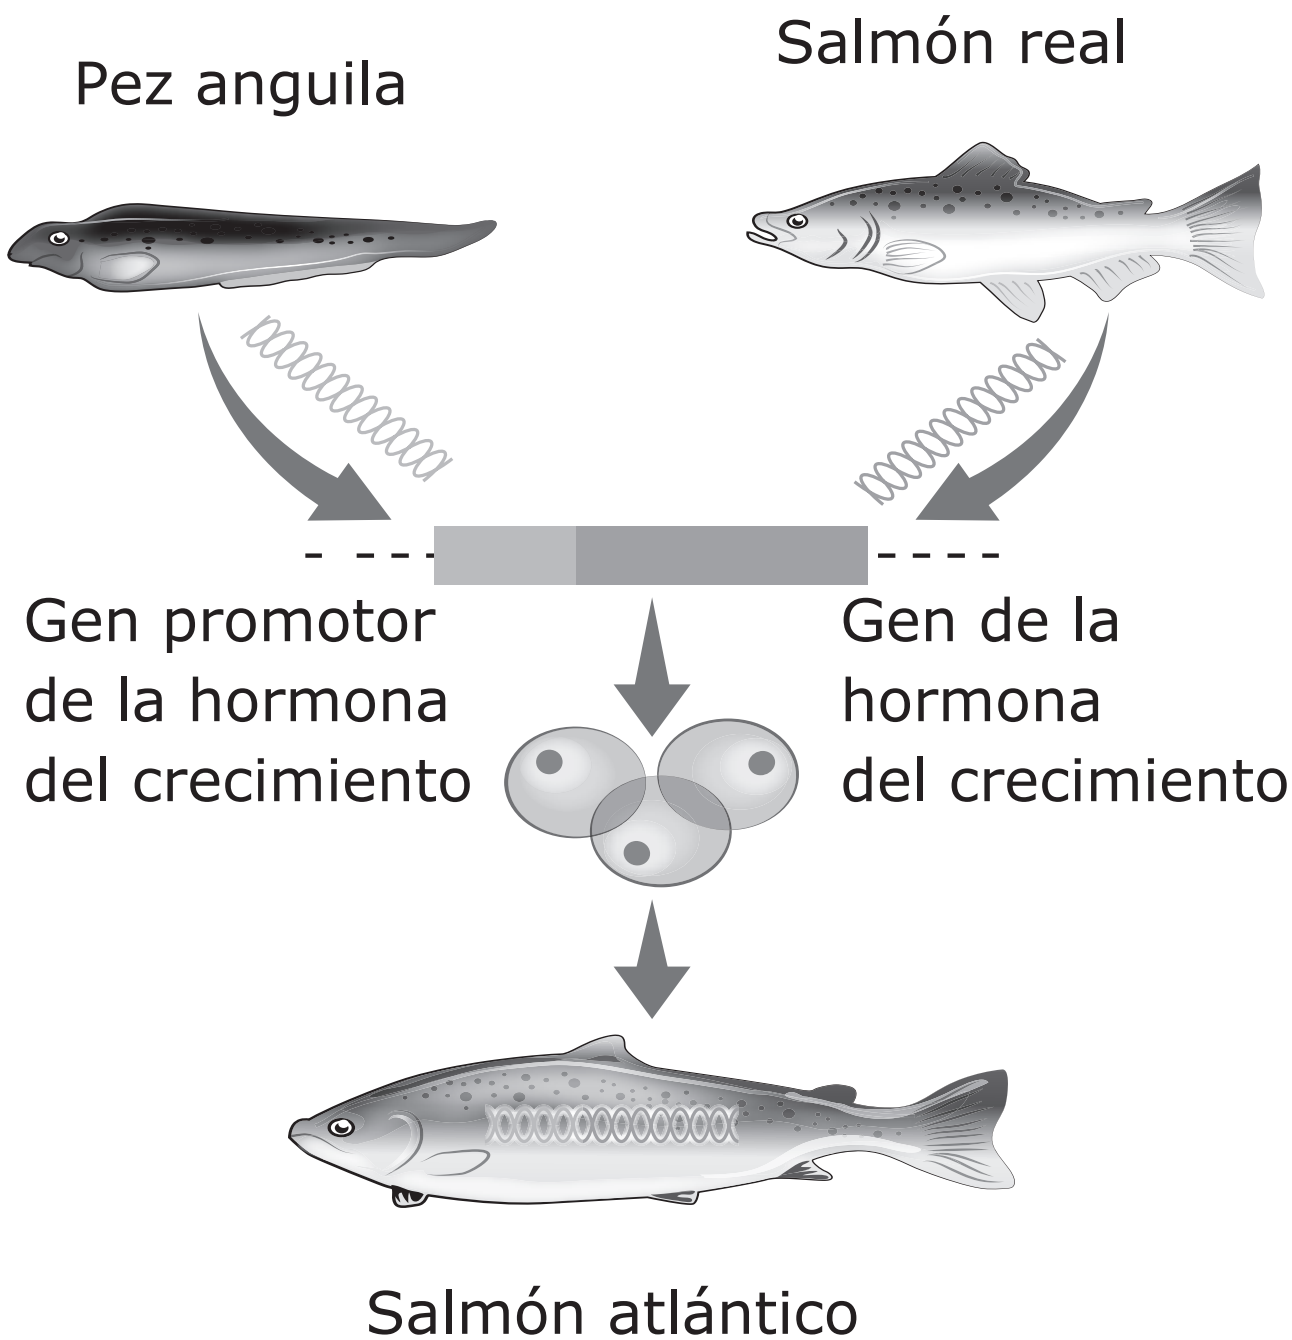 Pez anguila
Salmón real
Gen promotor
de la hormona
del crecimiento
Gen de la
hormona
del crecimiento
Salmón atlántico